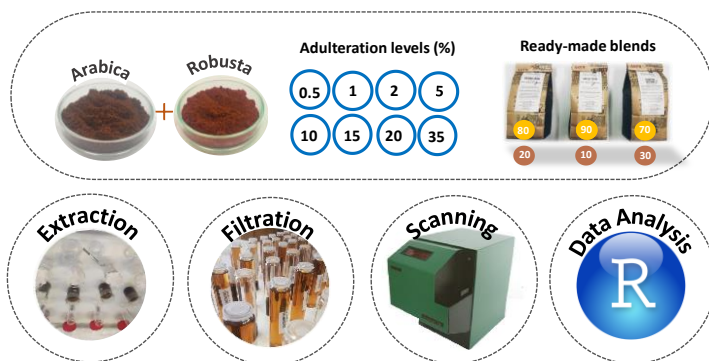 Arabica
+
Robusta
Adulteration levels (%)
0.5 1 2 5
10 15 20 35
Ready-made blends
80 90 70
20 10 30
Extraction
Filtration
Scanning
Data Analysis
R